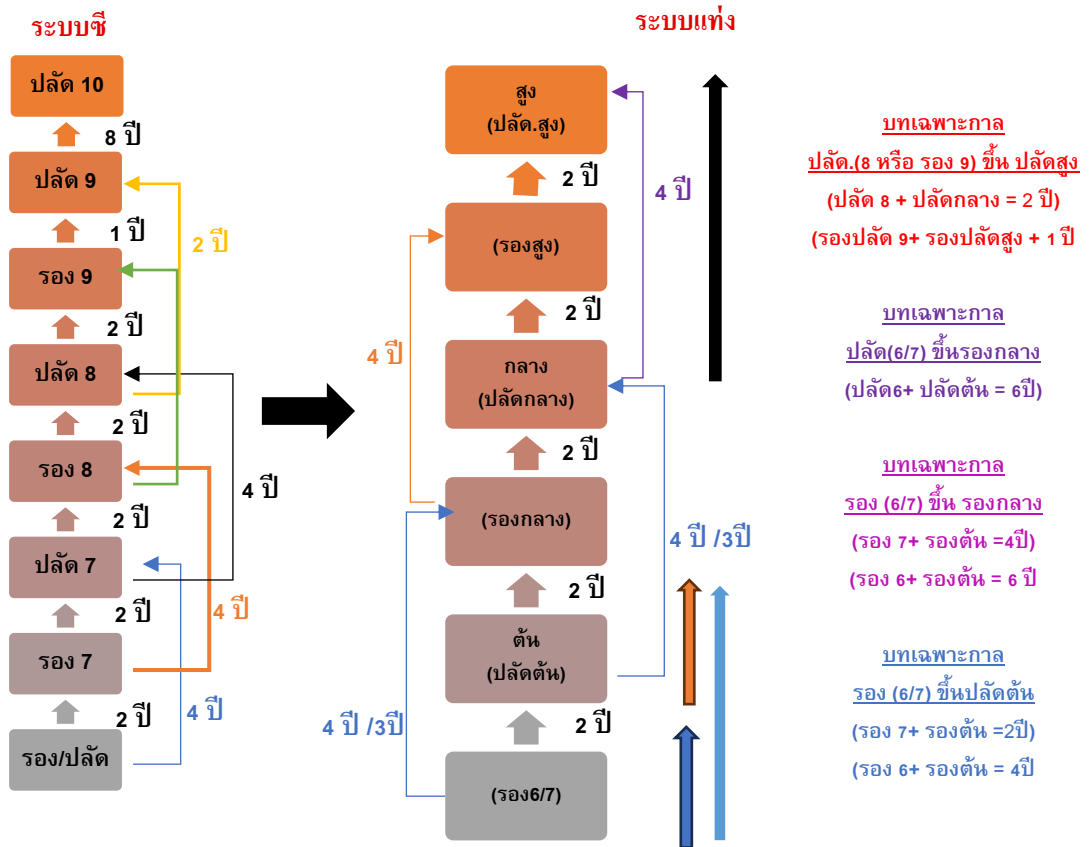 ระบบซี
ปลัด 10
8 ปี
ปลัด 9
1 ปี
2 ปี
รอง 9
2 ปี
ปลัด 8
2 ปี
รอง 8
4 ปี
2 ปี
ปลัด 7
2 ปี
4 ปี
รอง 7
2 ปี
4 ปี
รอง/ปลัด
ระบบแท่ง
สูง
(ปลัด.สูง)
2 ปี
4 ปี
(รองสูง)
2 ปี
4 ปี
กลาง
(ปลัดกลาง)
2 ปี
(รองกลาง)
4 ปี /3ปี
2 ปี
ต้น
(ปลัดต้น)
4 ปี /3ปี
2 ปี
(รอง6/7)
บทเฉพาะกาล
ปลัด.(8 หรือ รอง 9) ขึ้น ปลัดสูง
(ปลัด 8 + ปลัดกลาง = 2 ปี)
(รองปลัด 9+ รองปลัดสูง + 1 ปี
บทเฉพาะกาล
ปลัด(6/7) ขึ้นรองกลาง
(ปลัด6+ ปลัดต้น = 6ปี)
บทเฉพาะกาล
รอง (6/7) ขึ้น รองกลาง
(รอง 7+ รองต้น =4ปี)
(รอง 6+ รองต้น = 6 ปี
บทเฉพาะกาล
รอง (6/7) ขึ้นปลัดต้น
(รอง 7+ รองต้น =2ปี)
(รอง 6+ รองต้น = 4ปี